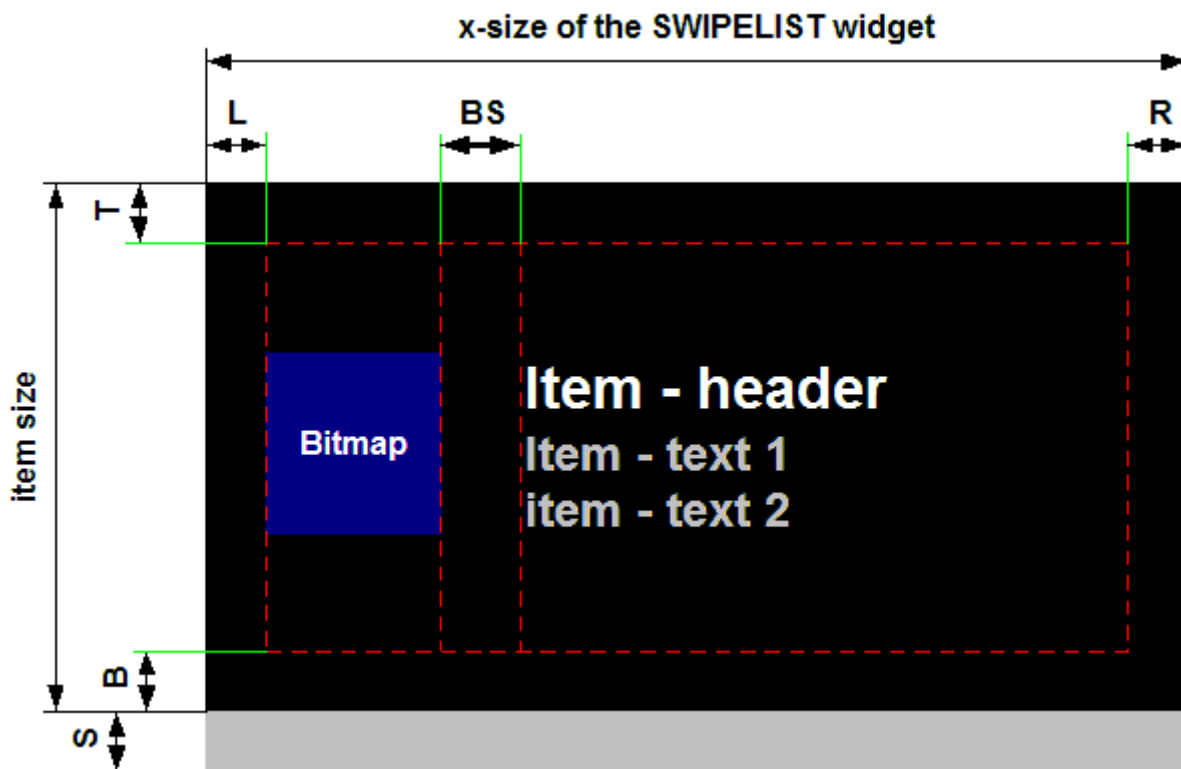 x-size of the SWIPELIST widget
L
BS
R
T
item size
Item - header
Bitmap
Item - text 1
item - text 2
B
S